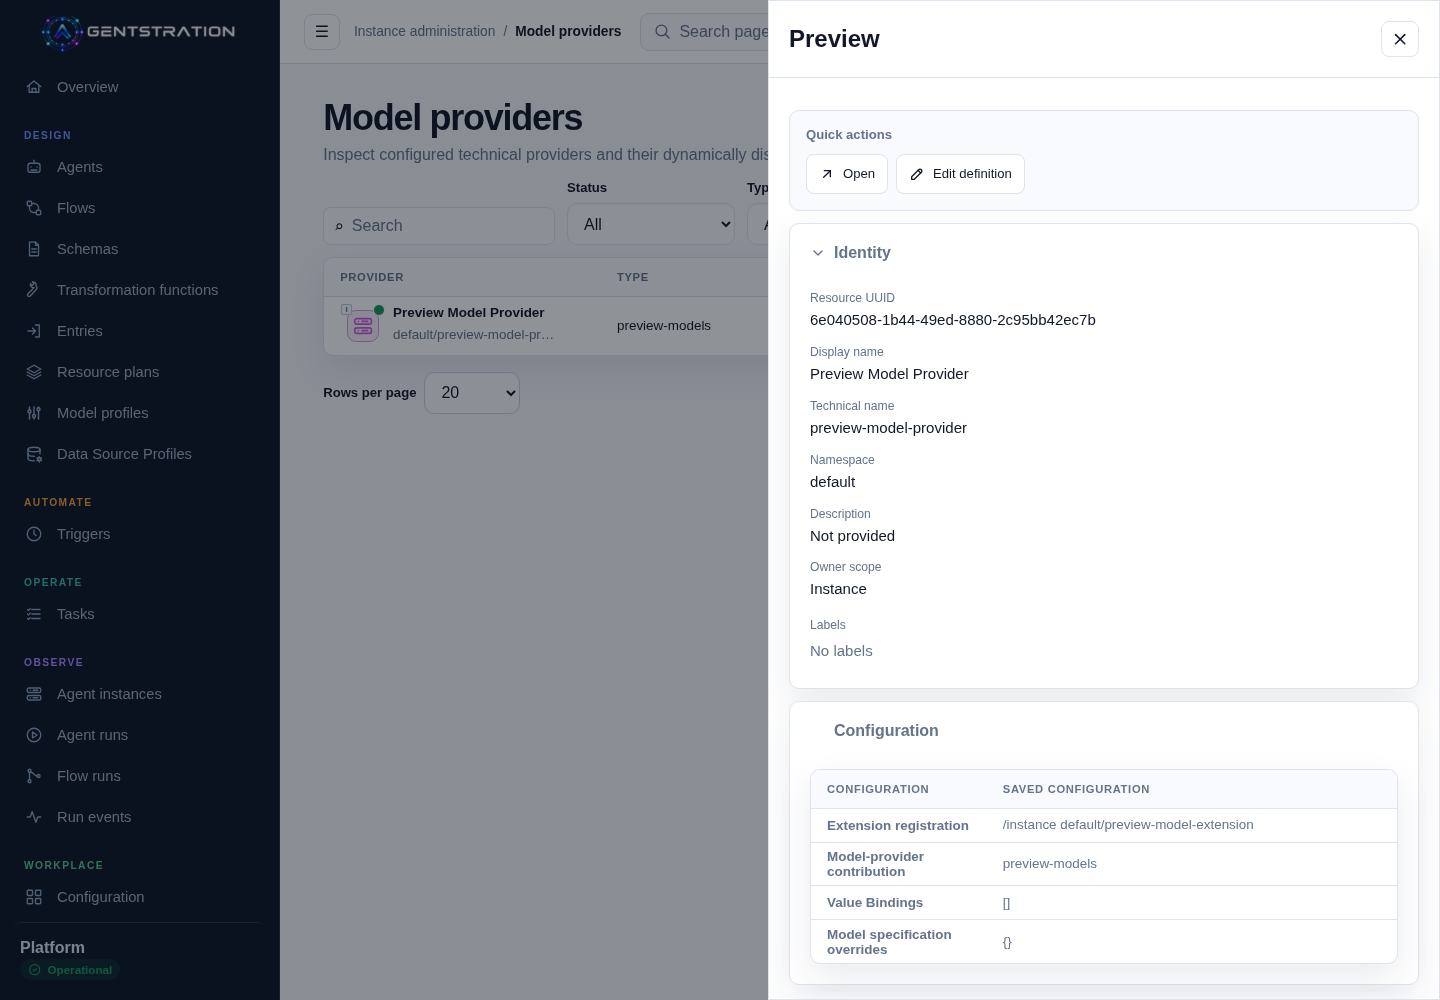 GENTSTRATION
Overview
DESIGN
Agents
Flows
Schemas
Transformation functions
Entries
Resource plans
Model profiles
Data Source Profiles
AUTOMATE
Triggers
OPERATE
Tasks
OBSERVE
Agent instances
Agent runs
Flow runs
Run events
WORKPLACE
Configuration
Platform
Operational
Instance administration / Model providers
Search page
Model providers
Inspect configured technical providers and their dynamically dis
Status
Typ
Search
All
A
PROVIDER
TYPE
I
Preview Model Provider
default/preview-model-pr…
preview-models
Rows per page
20
Preview
Quick actions
Open
Edit definition
Identity
Resource UUID
6e040508-1b44-49ed-8880-2c95bb42ec7b
Display name
Preview Model Provider
Technical name
preview-model-provider
Namespace
default
Description
Not provided
Owner scope
Instance
Labels
No labels
Configuration
CONFIGURATION
SAVED CONFIGURATION
Extension registration
/instance default/preview-model-extension
Model-provider
contribution
preview-models
Value Bindings
[]
Model specification
overrides
{}